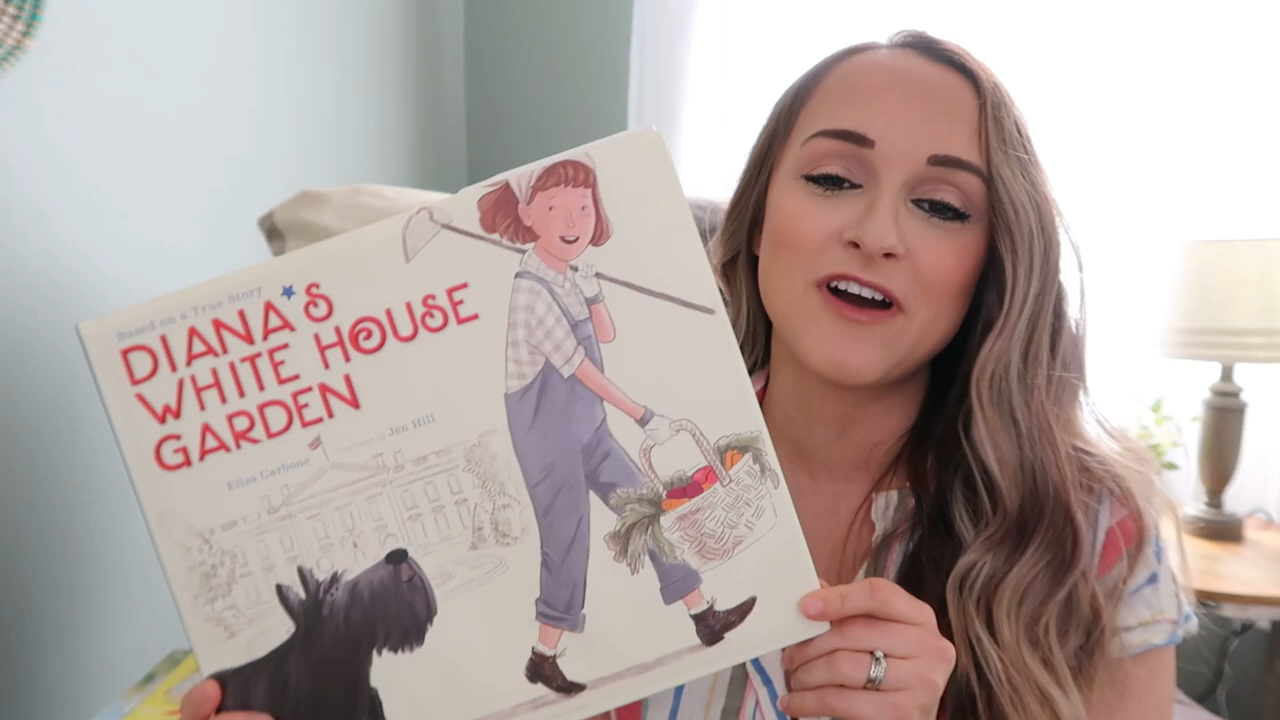 Based on a True Story
DIANA'S
WHITE HOUSE
GARDEN
Elisa Carbone
Jen Hill